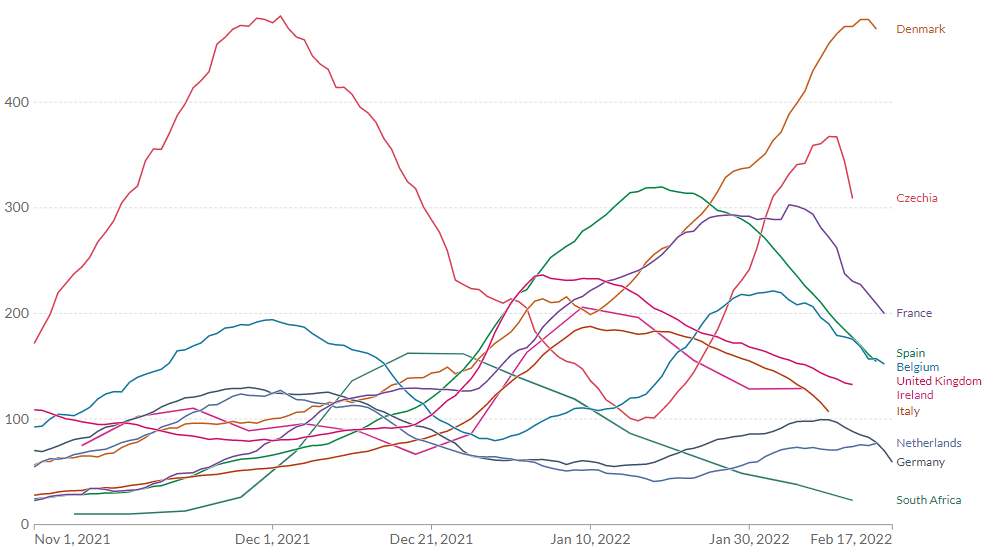 Denmark
400
Czechia
300
200
France
Spain
Belgium
United Kingdom
Ireland
100
Italy
Netherlands
Germany
South Africa
0
Nov 1, 2021
Dec 1, 2021
Dec 21, 2021
Jan 10, 2022
Jan 30, 2022
Feb 17, 2022